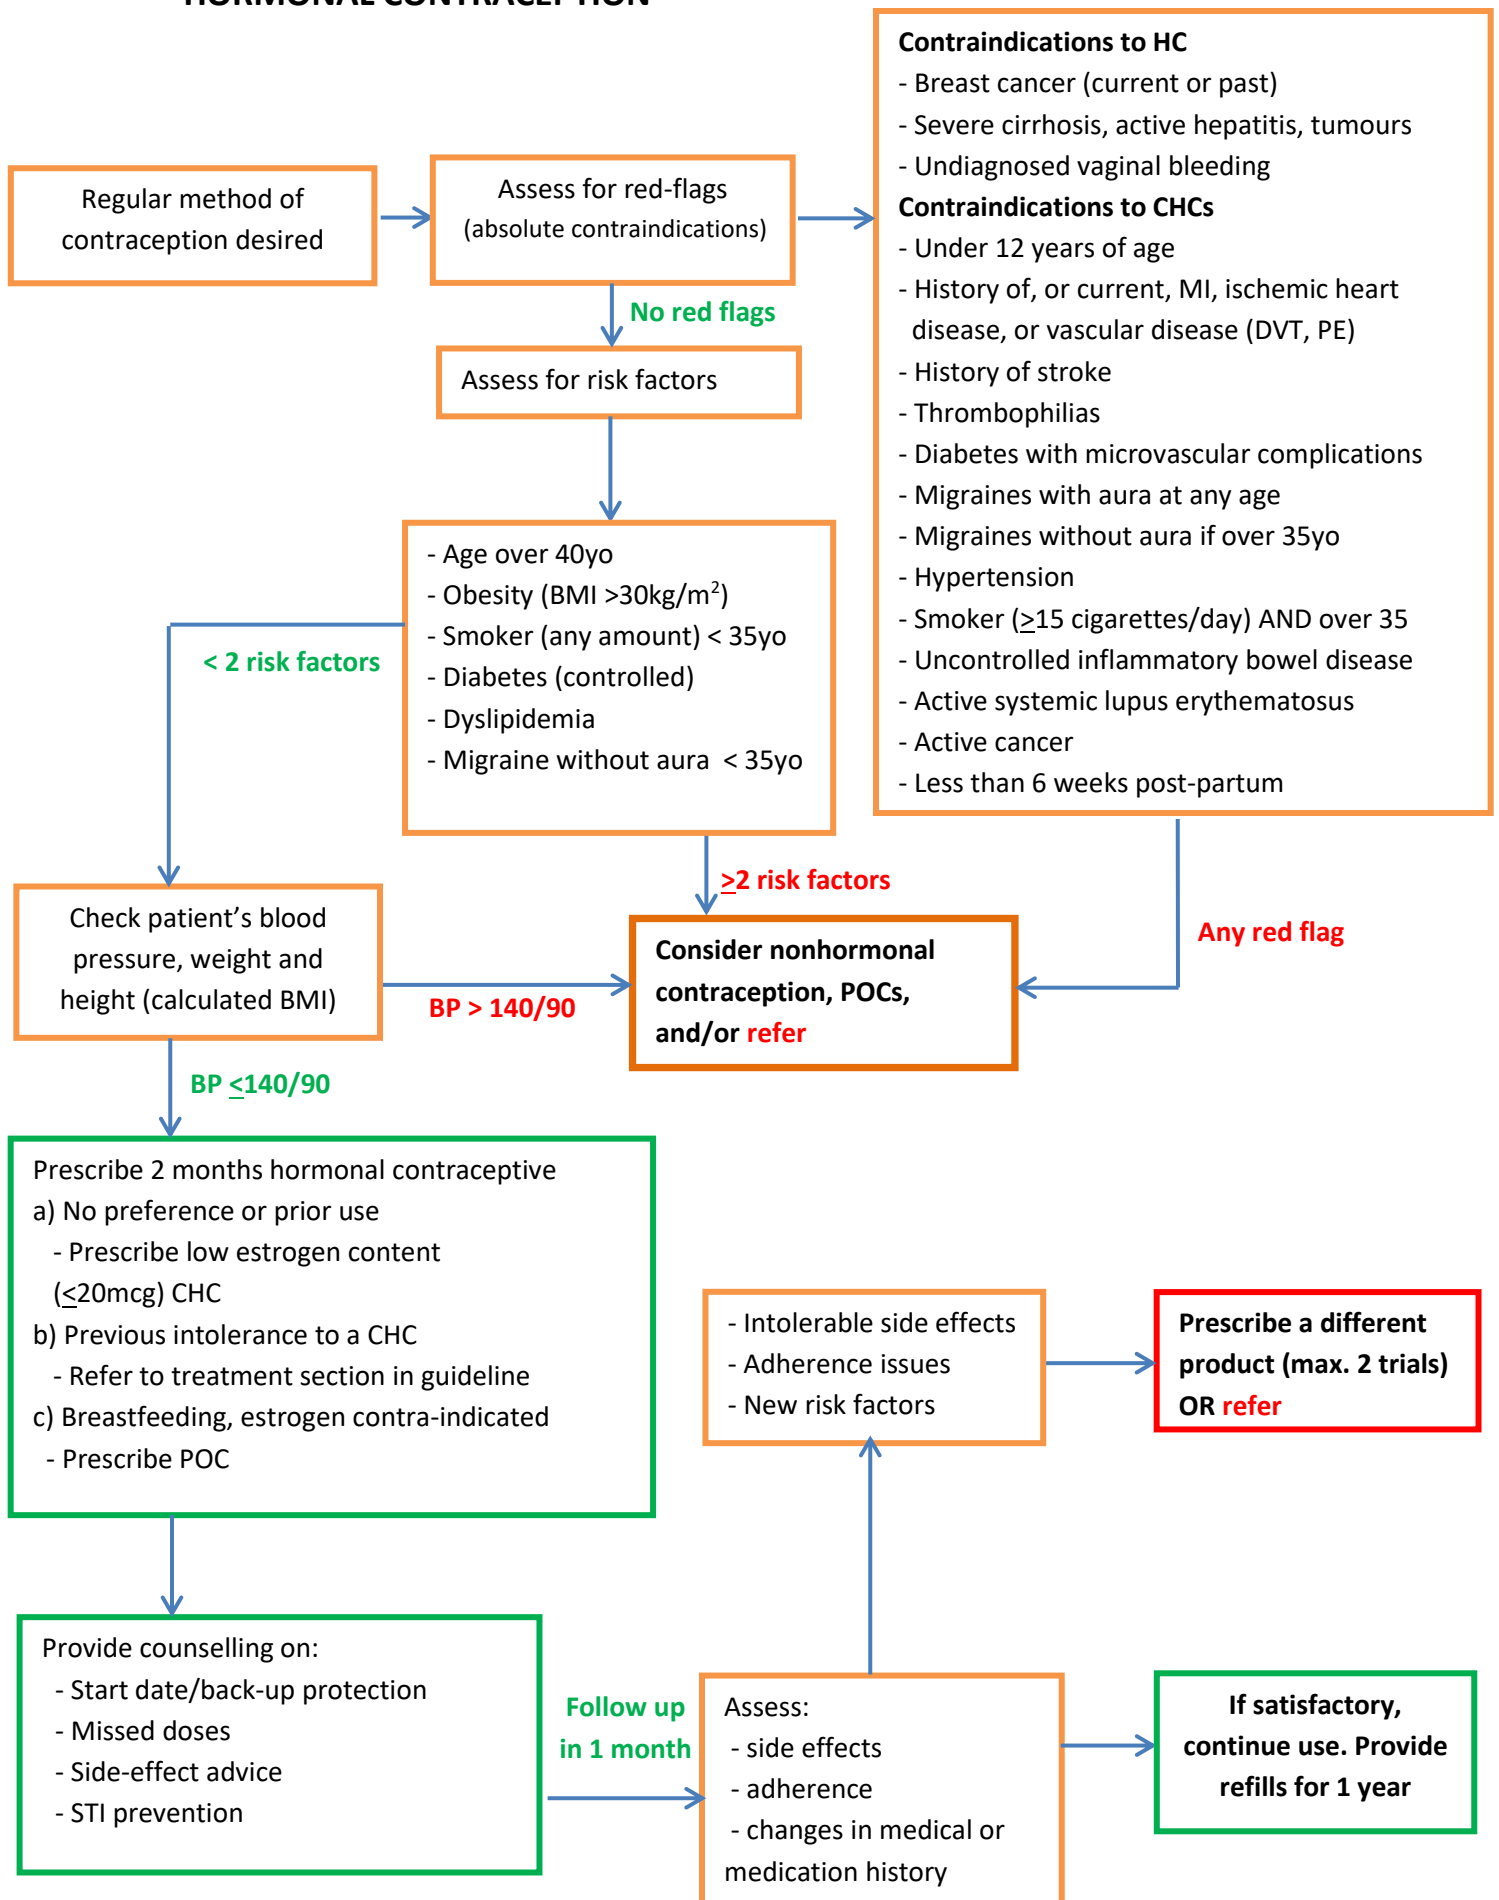 HORMONAL CONTRACEPTION
Regular method of
contraception desired
Assess for red-flags
(absolute contraindications)
Contraindications to HC
- Breast cancer (current or past)
- Severe cirrhosis, active hepatitis, tumours
- Undiagnosed vaginal bleeding
Contraindications to CHCs
- Under 12 years of age
- History of, or current, MI, ischemic heart
disease, or vascular disease (DVT, PE)
- History of stroke
- Thrombophilias
- Diabetes with microvascular complications
- Migraines with aura at any age
- Migraines without aura if over 35yo
- Hypertension
- Smoker (≥15 cigarettes/day) AND over 35
- Uncontrolled inflammatory bowel disease
- Active systemic lupus erythematosus
- Active cancer
- Less than 6 weeks post-partum
No red flags
Assess for risk factors
- Age over 40yo
- Obesity (BMI >30kg/m²)
- Smoker (any amount) < 35yo
- Diabetes (controlled)
- Dyslipidemia
- Migraine without aura < 35yo
< 2 risk factors
≥2 risk factors
Any red flag
Check patient’s blood
pressure, weight and
height (calculated BMI)
BP > 140/90
Consider nonhormonal
contraception, POCs,
and/or refer
BP ≤140/90
Prescribe 2 months hormonal contraceptive
a) No preference or prior use
- Prescribe low estrogen content
(≤20mcg) CHC
b) Previous intolerance to a CHC
- Refer to treatment section in guideline
c) Breastfeeding, estrogen contra-indicated
- Prescribe POC
- Intolerable side effects
- Adherence issues
- New risk factors
Prescribe a different
product (max. 2 trials)
OR refer
Provide counselling on:
- Start date/back-up protection
- Missed doses
- Side-effect advice
- STI prevention
Follow up
in 1 month
Assess:
- side effects
- adherence
- changes in medical or
medication history
If satisfactory,
continue use. Provide
refills for 1 year